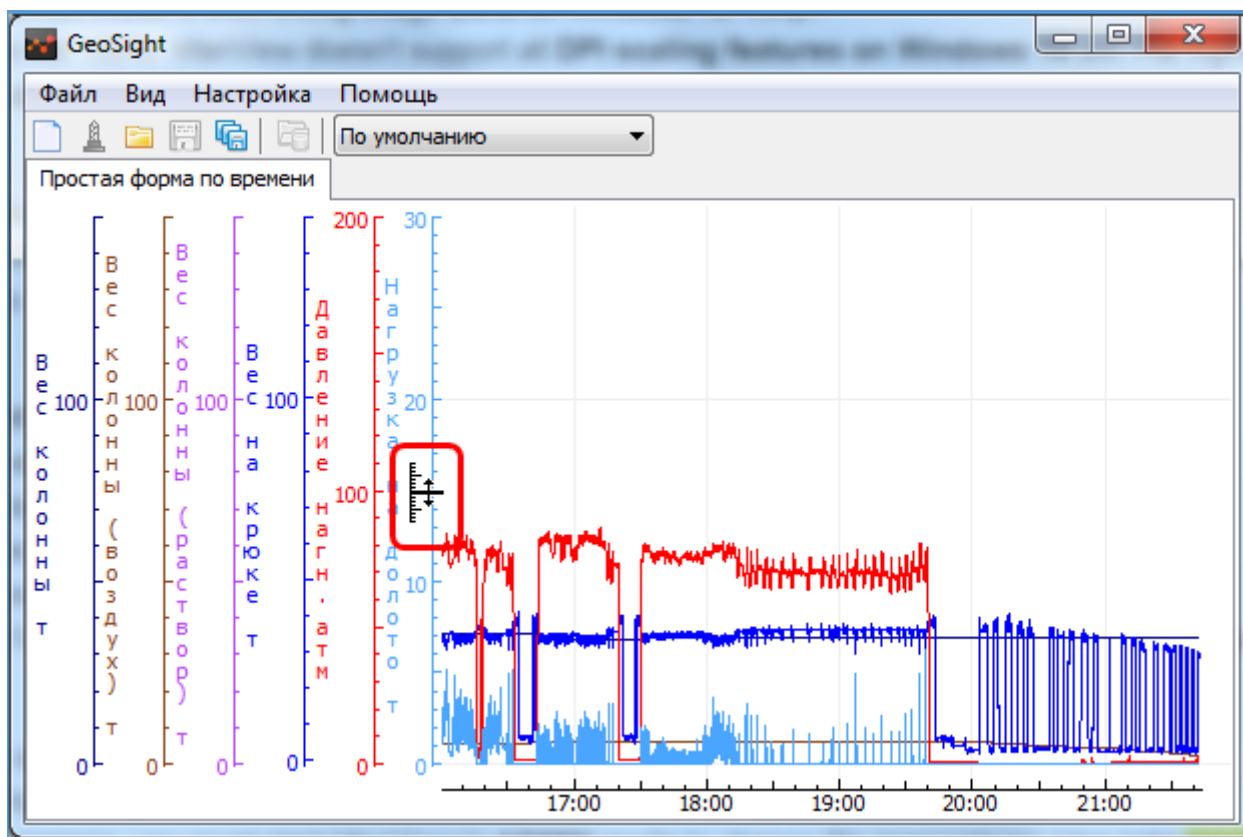 GeoSight
Файл Вид Настройка Помощь
По умолчанию
Простая форма по времени
Вес колонны т
100
0
Вес колонны (воздух) т
100
0
Вес колонны (раствор) т
100
0
Вес на крюке т
100
0
Давление нагн. атм
200
100
0
Нагрузка на долото т
30
20
10
0
17:00 18:00 19:00 20:00 21:00